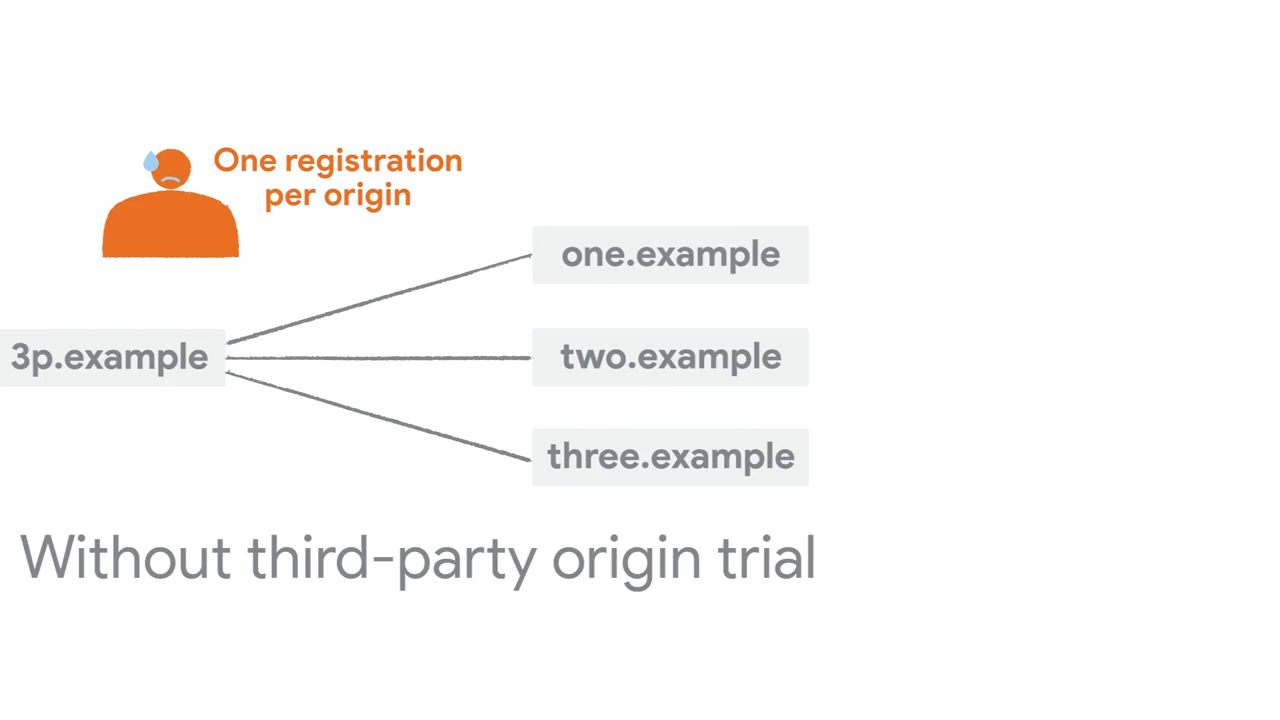 One registration
per origin
one.example
3p.example
two.example
three.example
Without third-party origin trial